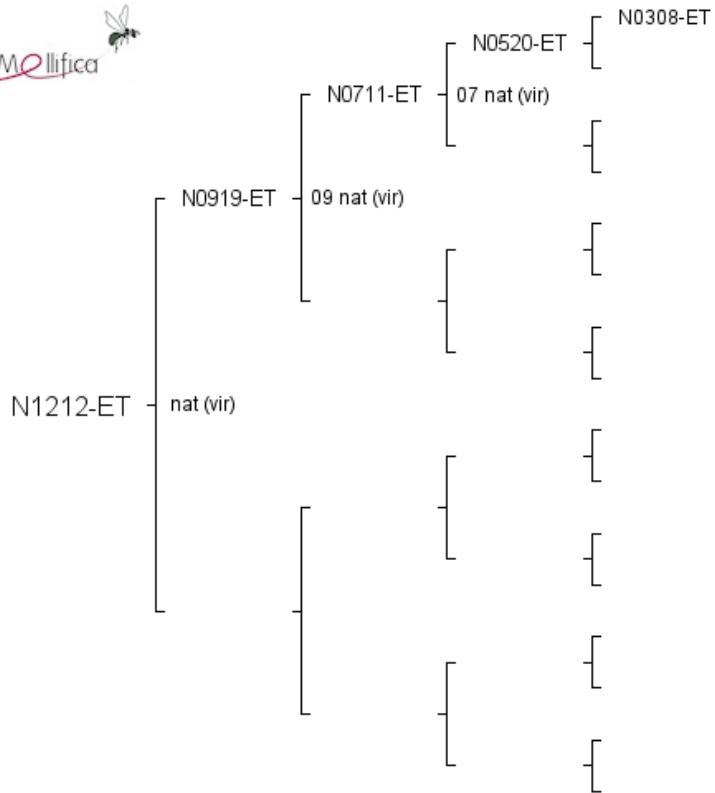 Mellifica
N0308-ET
N0520-ET
N0711-ET 07 nat (vir)
N0919-ET 09 nat (vir)
N1212-ET nat (vir)